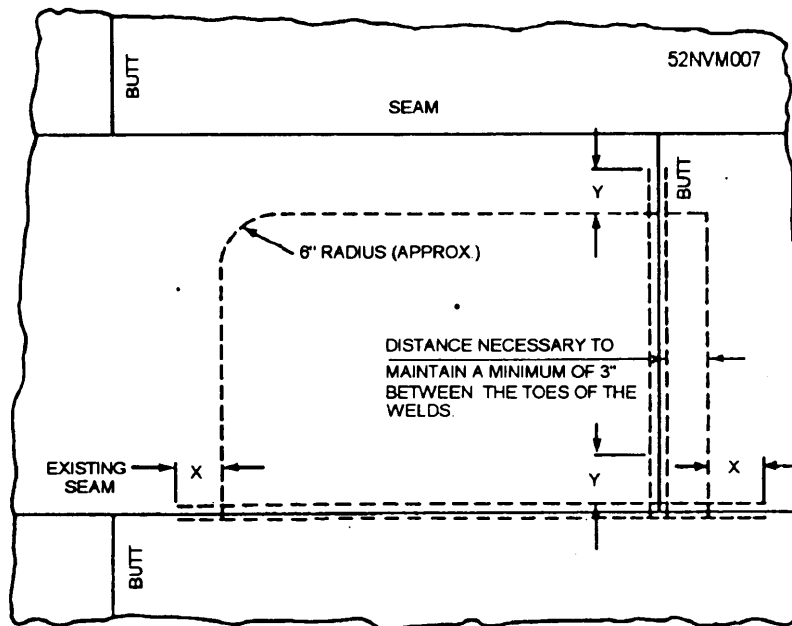 52NVM007
BUTT
SEAM
BUTT
Y
6" RADIUS (APPROX.)
DISTANCE NECESSARY TO
MAINTAIN A MINIMUM OF 3"
BETWEEN THE TOES OF THE
WELDS.
EXISTING
SEAM
X
Y
X
BUTT